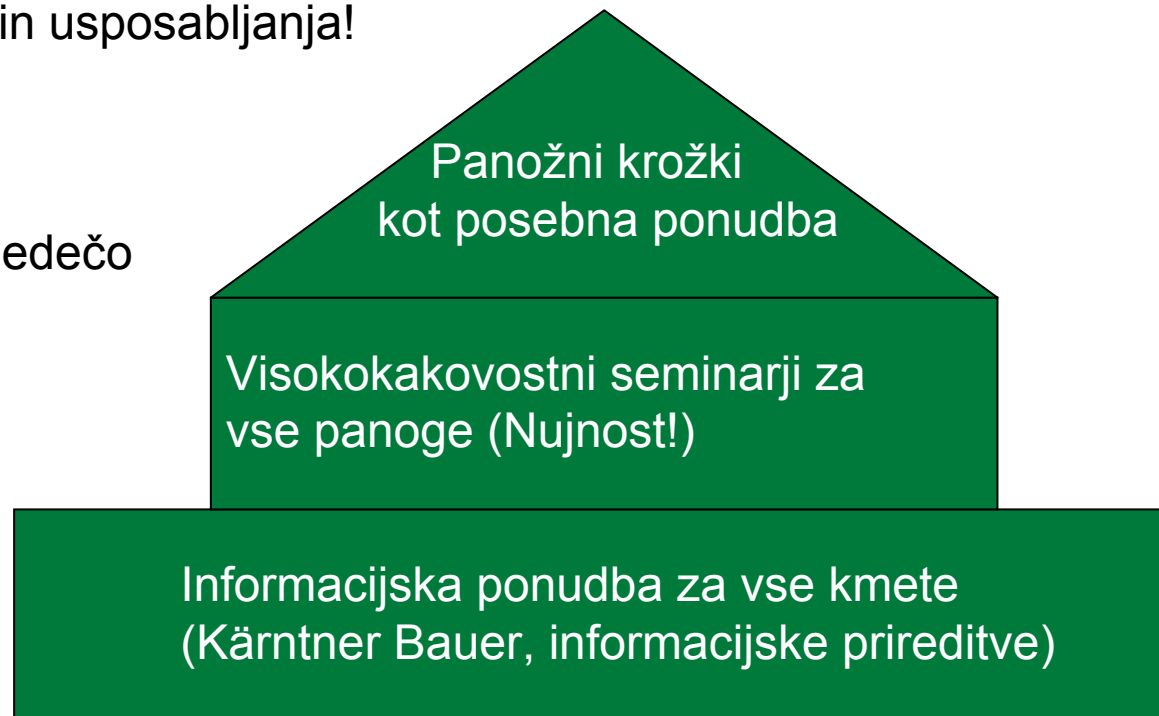 in usposabljanja!
Panožni krožki
kot posebna ponudba
edečo
Visokokakovostni seminarji za
vse panoge (Nujnost!)
Informacijska ponudba za vse kmete
(Kärntner Bauer, informacijske prireditve)